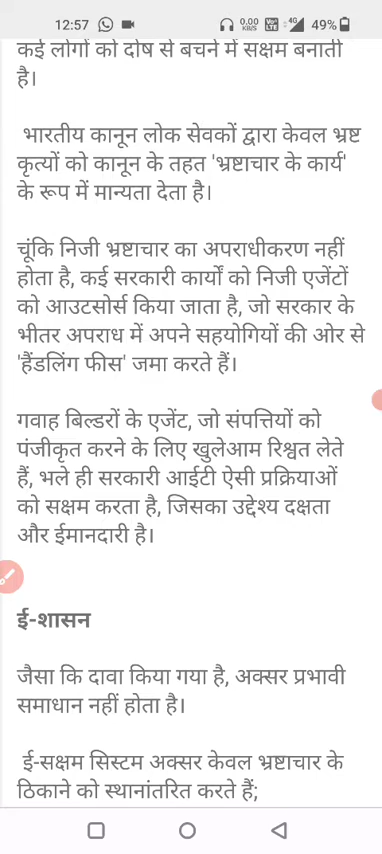 12:57 0.00 KB/S Vo LTE 4G 49%
कई लोगों को दोष से बचने में सक्षम बनाती
है।
भारतीय कानून लोक सेवकों द्वारा केवल भ्रष्ट
कृत्यों को कानून के तहत 'भ्रष्टाचार के कार्य'
के रूप में मान्यता देता है।
चूंकि निजी भ्रष्टाचार का अपराधीकरण नहीं
होता है, कई सरकारी कार्यों को निजी एजेंटों
को आउटसोर्स किया जाता है, जो सरकार के
भीतर अपराध में अपने सहयोगियों की ओर से
'हैंडलिंग फीस' जमा करते हैं।
गवाह बिल्डरों के एजेंट, जो संपत्तियों को
पंजीकृत करने के लिए खुलेआम रिश्वत लेते
हैं, भले ही सरकारी आईटी ऐसी प्रक्रियाओं
को सक्षम करता है, जिसका उद्देश्य दक्षता
और ईमानदारी है।
ई-शासन
जैसा कि दावा किया गया है, अक्सर प्रभावी
समाधान नहीं होता है।
ई-सक्षम सिस्टम अक्सर केवल भ्रष्टाचार के
ठिकाने को स्थानांतरित करते हैं;